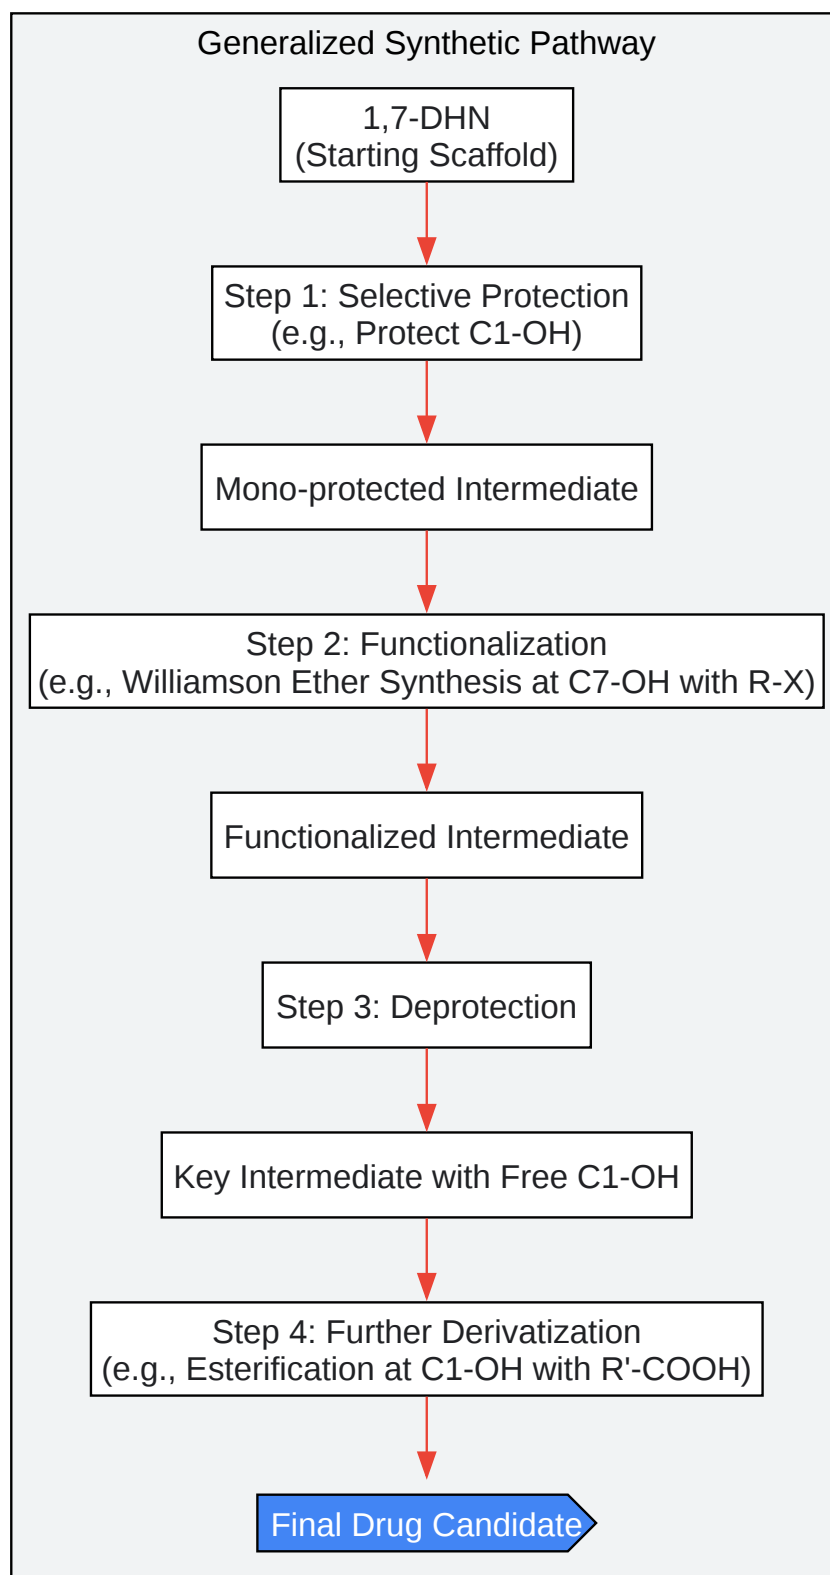 Generalized Synthetic Pathway
1,7-DHN
(Starting Scaffold)
Step 1: Selective Protection
(e.g., Protect C1-OH)
Mono-protected Intermediate
Step 2: Functionalization
(e.g., Williamson Ether Synthesis at C7-OH with R-X)
Functionalized Intermediate
Step 3: Deprotection
Key Intermediate with Free C1-OH
Step 4: Further Derivatization
(e.g., Esterification at C1-OH with R'-COOH)
Final Drug Candidate